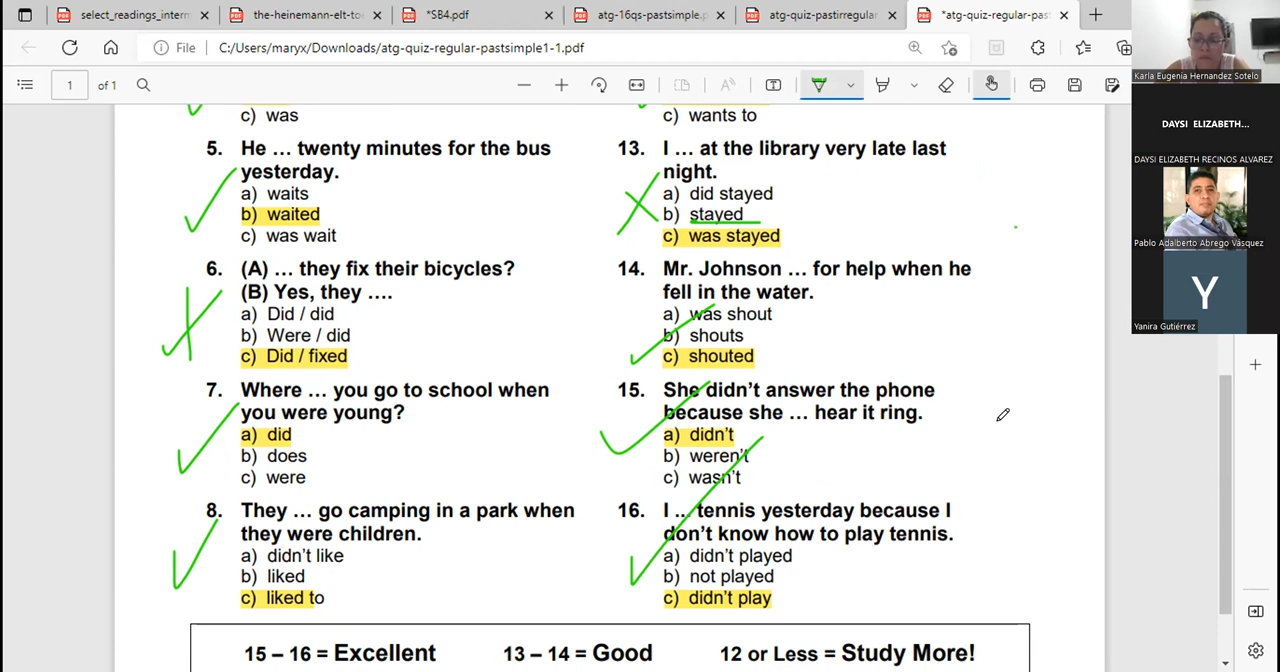 select_readings_interm
the-heinemann-elt-to
*SB4.pdf
atg-16qs-pastsimple.p
atg-quiz-pastirregular
*atg-quiz-regular-pas
File
C:/Users/maryx/Downloads/atg-quiz-regular-pastsimple1-1.pdf
1
of 1
c) was
5. He ... twenty minutes for the bus
yesterday.
a) waits
b) waited
c) was wait
6. (A) ... they fix their bicycles?
(B) Yes, they ....
a) Did / did
b) Were / did
c) Did / fixed
7. Where ... you go to school when
you were young?
a) did
b) does
c) were
8. They ... go camping in a park when
they were children.
a) didn't like
b) liked
c) liked to
c) wants to
13. I ... at the library very late last
night.
a) did stayed
b) stayed
c) was stayed
14. Mr. Johnson ... for help when he
fell in the water.
a) was shout
b) shouts
c) shouted
15. She didn't answer the phone
because she ... hear it ring.
a) didn't
b) weren't
c) wasn't
16. I ... tennis yesterday because I
don't know how to play tennis.
a) didn't played
b) not played
c) didn't play
15 – 16 = Excellent
13 – 14 = Good
12 or Less = Study More!
Karla Eugenia Hernandez Sotelo
DAYSI ELIZABETH...
DAYSI ELIZABETH RECINOS ALVAREZ
Pablo Adalberto Abrego Vásquez
Y
Yanira Gutiérrez